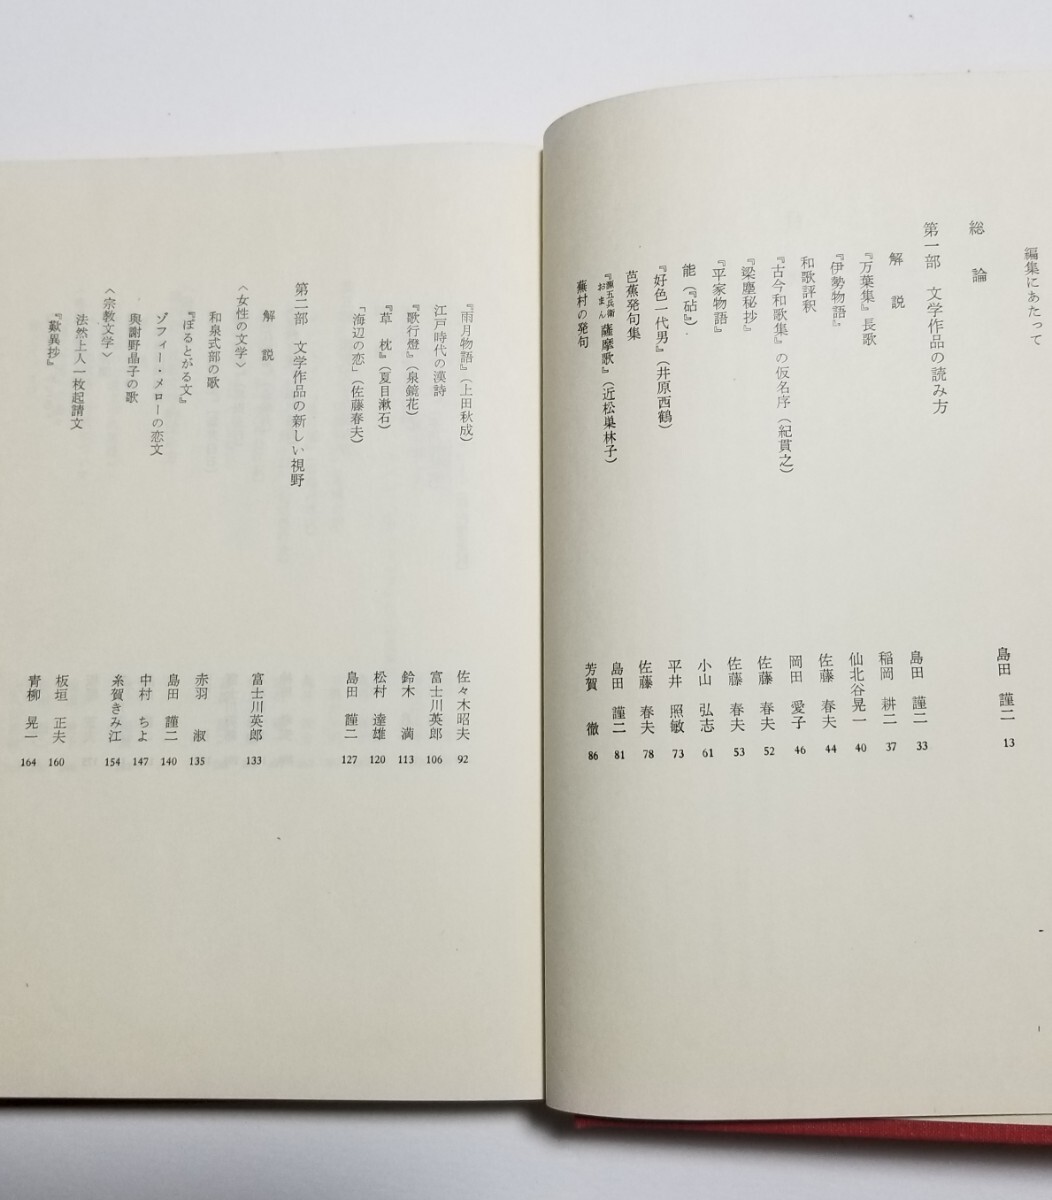 編集にあたって
総論 島田 謹二 13
第一部 文学作品の読み方
解説 島田 謹二 33
『万葉集』長歌 稲岡 耕二 37
『伊勢物語』 仙北谷晃一 40
和歌評釈 佐藤 春夫 44
『古今和歌集』の仮名序(紀貫之) 岡田 愛子 46
『梁塵秘抄』 佐藤 春夫 52
『平家物語』 佐藤 春夫 53
能(『砧』) 小山 弘志 61
『好色一代男』(井原西鶴) 平井 照敏 73
芭蕉発句集 佐藤 春夫 78
『源五兵衛おまん 薩摩歌』(近松巣林子) 島田 謹二 81
蕪村の発句 芳賀 徹 86
『雨月物語』(上田秋成) 佐々木昭夫 92
江戸時代の漢詩 富士川英郎 106
『歌行燈』(泉鏡花) 鈴木 満 113
『草枕』(夏目漱石) 松村 達雄 120
「海辺の恋」(佐藤春夫) 島田 謹二 127
第二部 文学作品の新しい視野
解説 富士川英郎 133
〈女性の文学〉
和泉式部の歌 赤羽 淑 135
『ぽるとがる文』 島田 謹二 140
ゾフィー・メローの恋文 中村 ちよ 147
與謝野晶子の歌 糸賀きみ江 154
〈宗教文学〉
法然上人一枚起請文 板垣 正夫 160
『歎異抄』 青柳 晃一 164